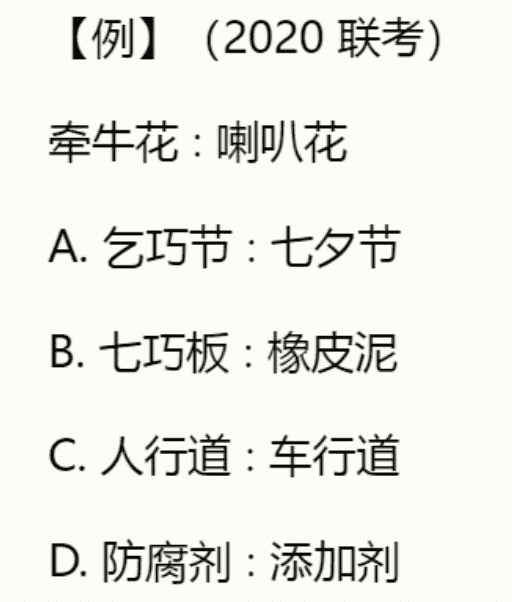 【例】（2020 联考）
牵牛花 : 喇叭花
A. 乞巧节 : 七夕节
B. 七巧板 : 橡皮泥
C. 人行道 : 车行道
D. 防腐剂 : 添加剂